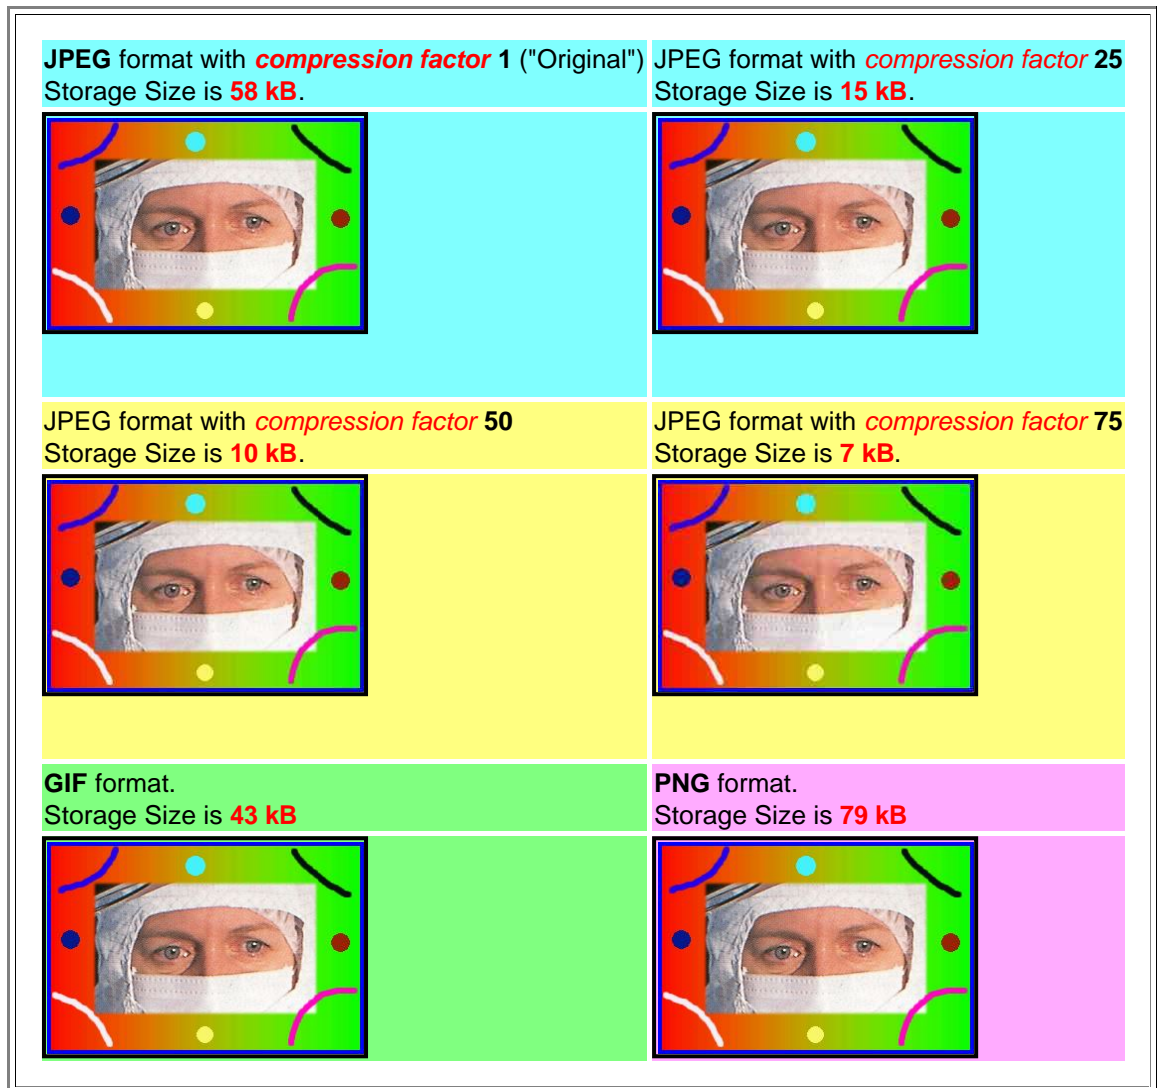 JPEG format with compression factor 1 ("Original")
Storage Size is 58 kB.
JPEG format with compression factor 25
Storage Size is 15 kB.
JPEG format with compression factor 50
Storage Size is 10 kB.
JPEG format with compression factor 75
Storage Size is 7 kB.
GIF format.
Storage Size is 43 kB
PNG format.
Storage Size is 79 kB